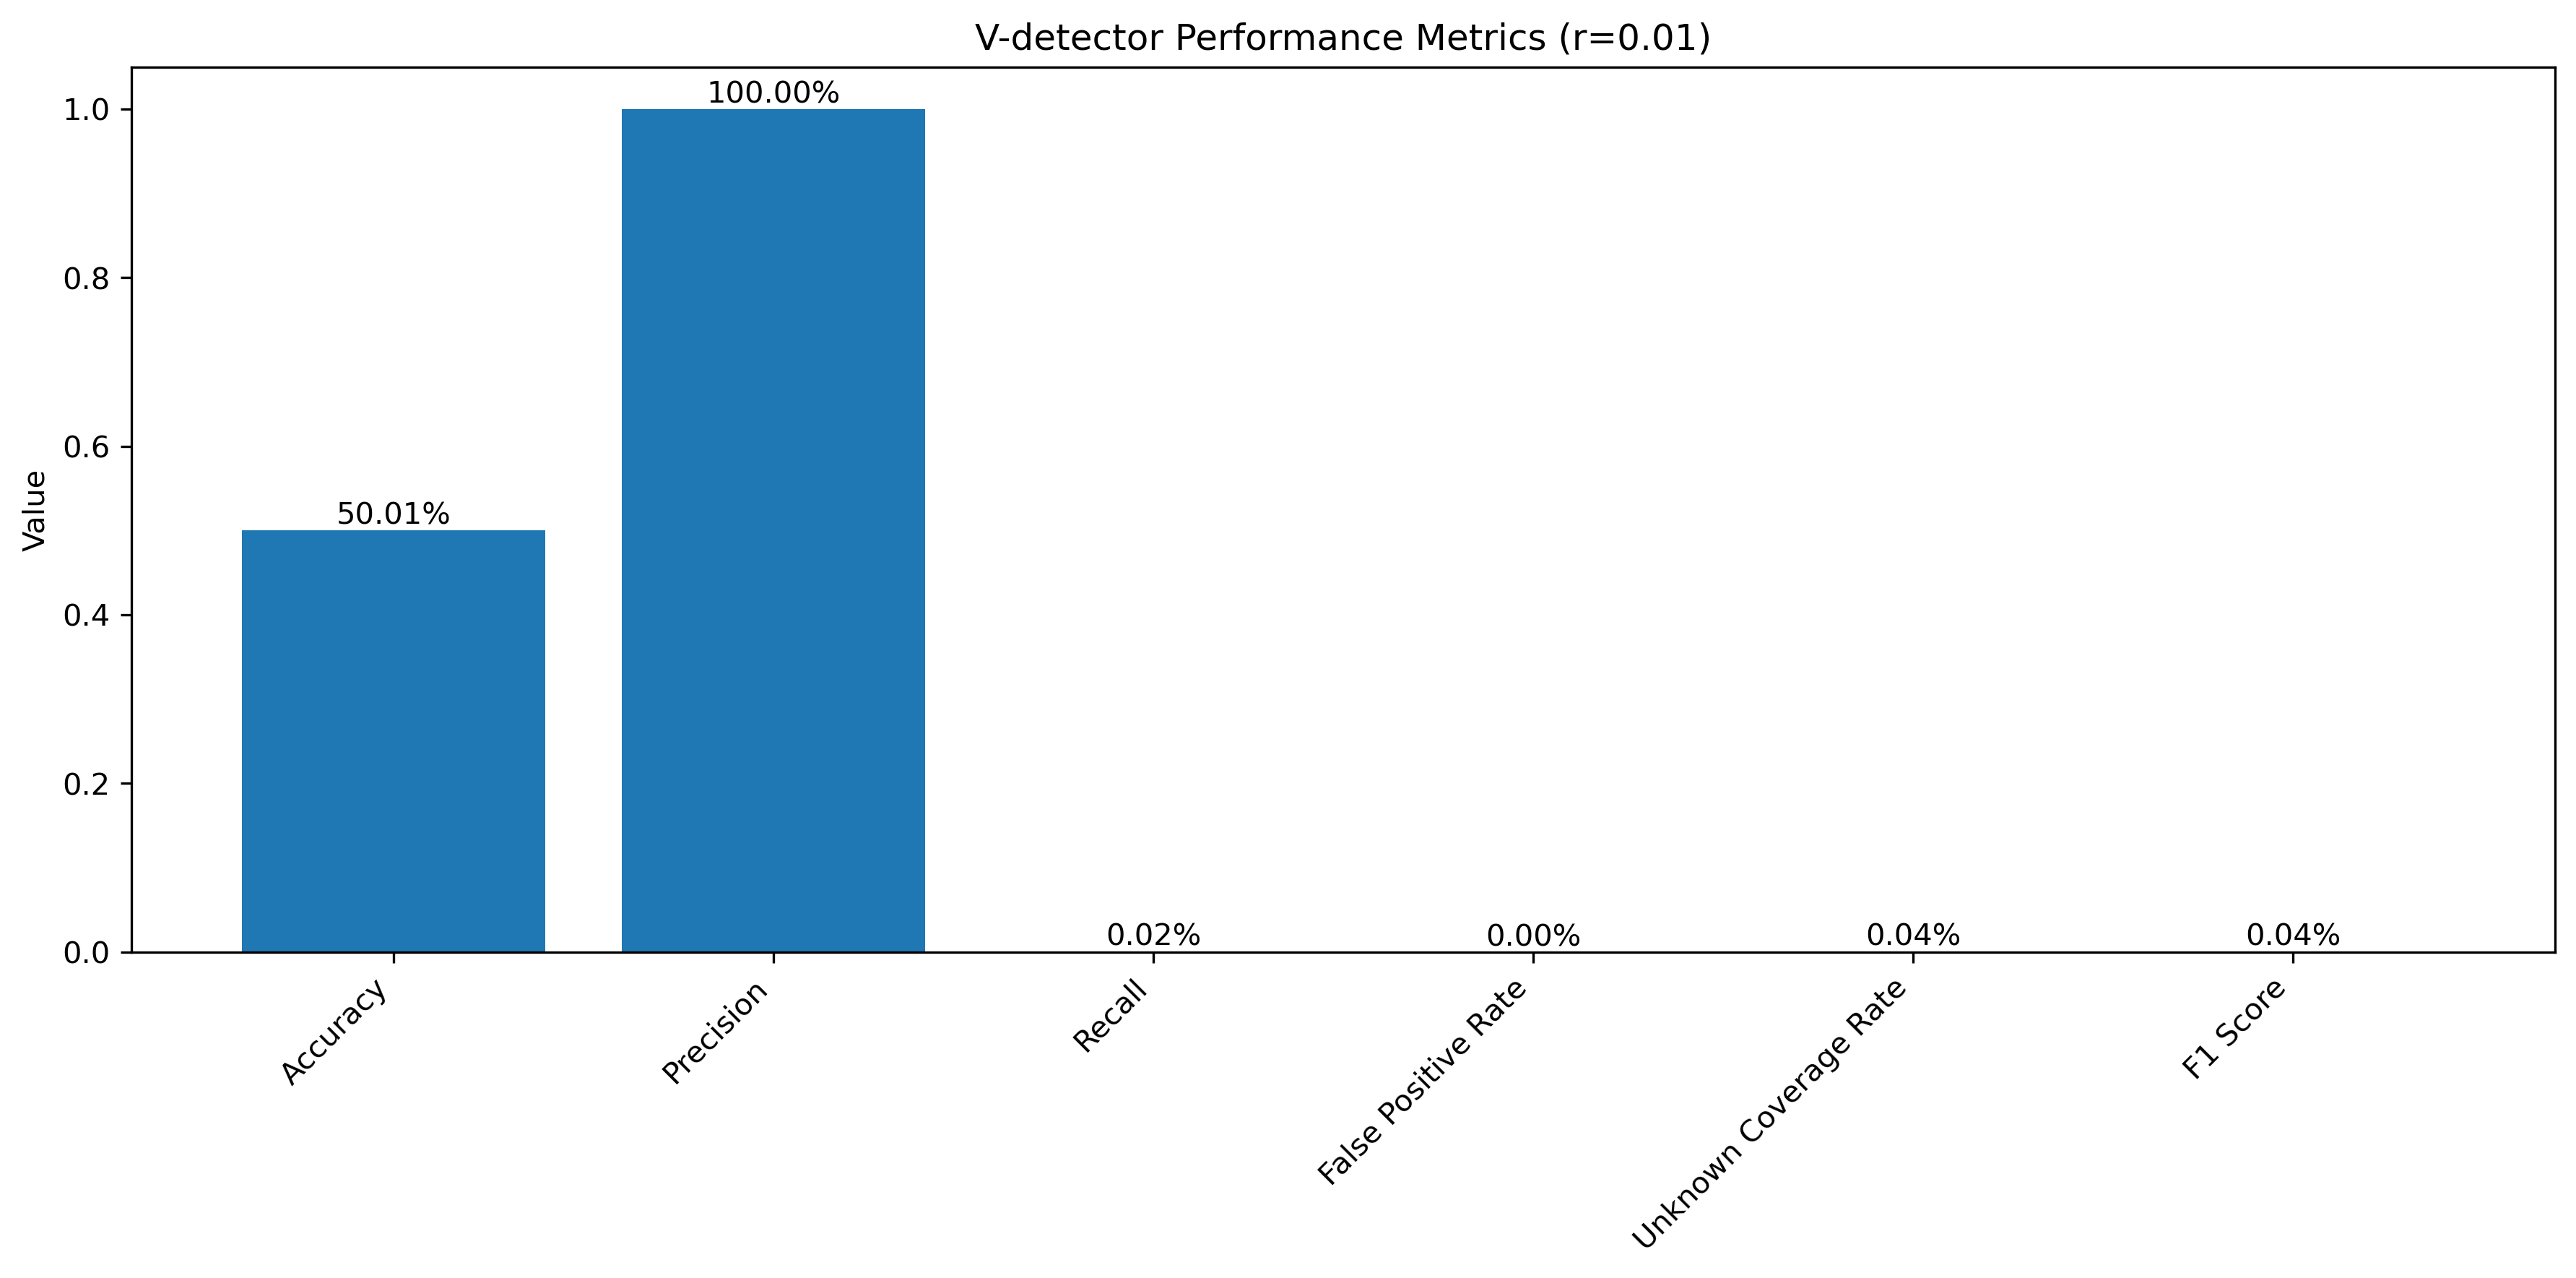 V-detector Performance Metrics (r=0.01)
Value
1.0
0.8
0.6
0.4
0.2
0.0
50.01%
100.00%
0.02%
0.00%
0.04%
0.04%
Accuracy
Precision
Recall
False Positive Rate
Unknown Coverage Rate
F1 Score